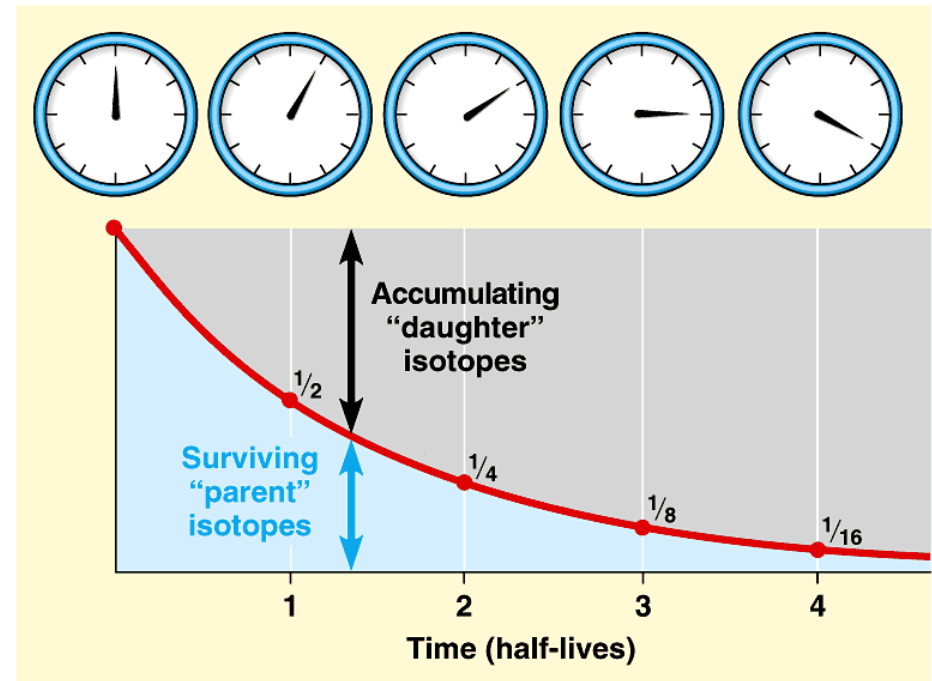 Accumulating
“daughter”
isotopes
1/2
Surviving
“parent”
isotopes
1/4
1/8
1/16
1 2 3 4
Time (half-lives)